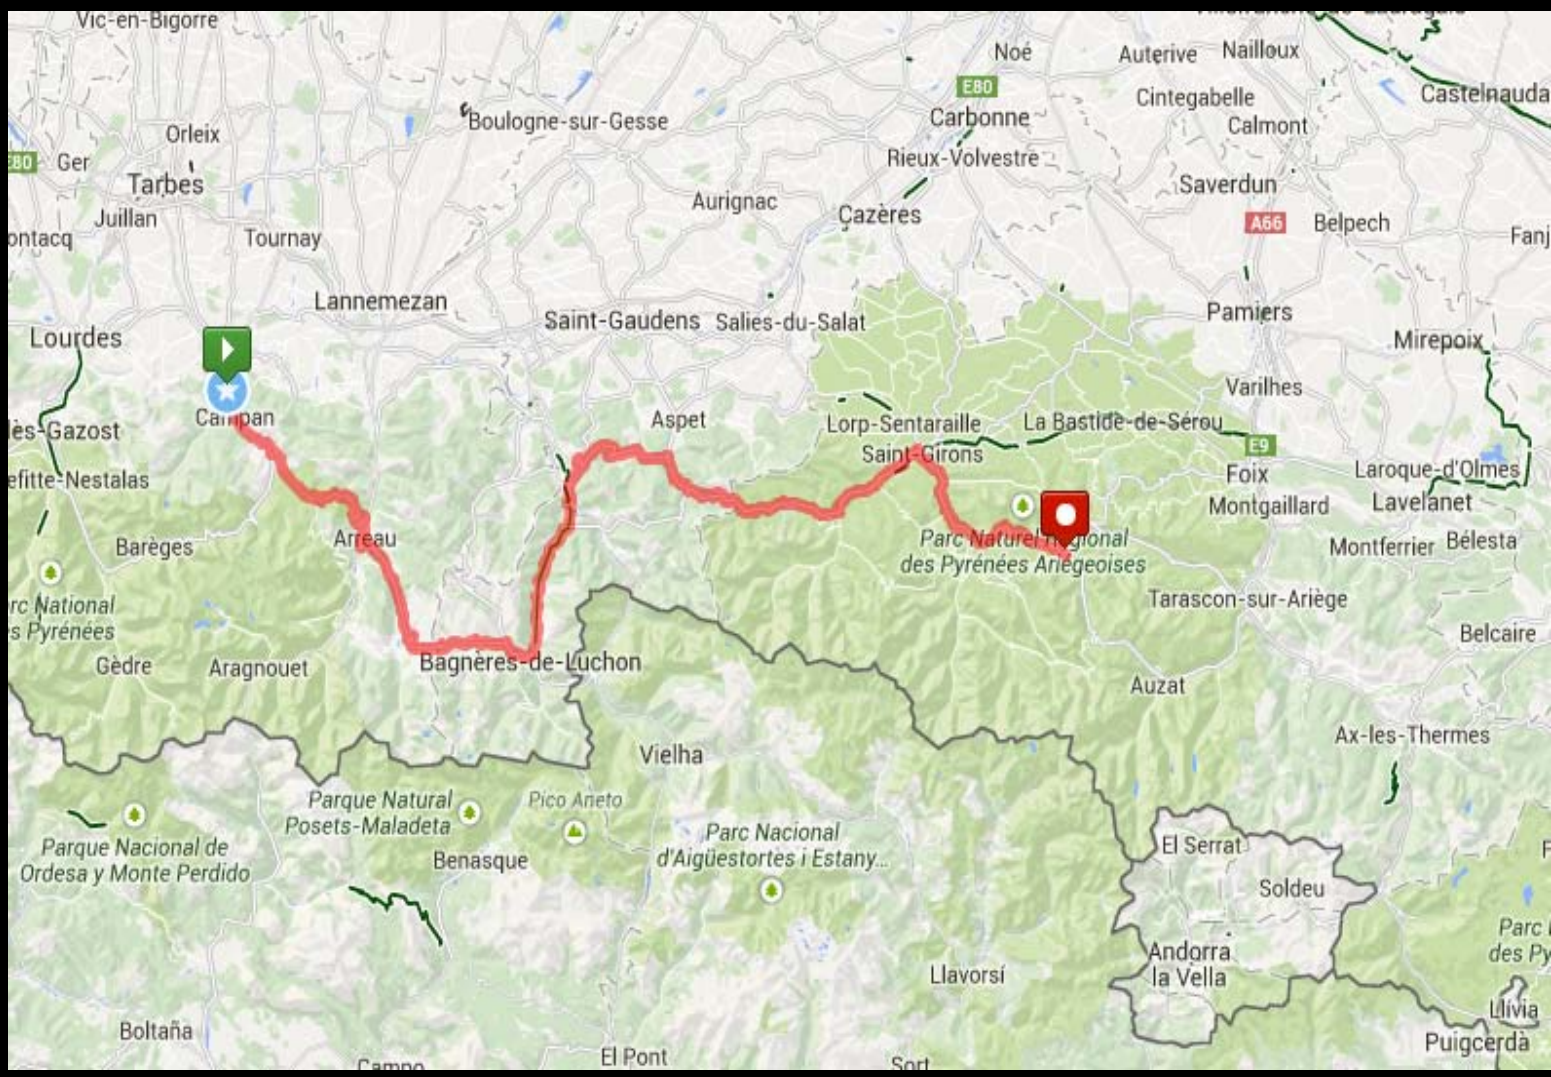 Vic-en-Bigorre
Noé
Auterive
Nailloux
E80
Cintegabelle
Castelnauda
Boulogne-sur-Gesse
Carbonne
Calmont
Orleix
E80
Ger
Rieux-Volvestre
Tarbes
Saverdun
Aurignac
Juillan
Cazères
A66
Belpech
ontacq
Tournay
Fanj
Lannemezan
Pamiers
Saint-Gaudens
Salies-du-Salat
Lourdes
Mirepoix
Varilhes
Campan
Aspet
Lorp-Sentaraille
La Bastide-de-Sérou
lès-Gazost
E9
Saint-Girons
Foix
Laroque-d'Olmes
efitte-Nestalas
Montgaillard
Lavelanet
Arreau
Barèges
Parc Naturel Régional
des Pyrénées Ariégeoises
Montferrier
Bélesta
Tarascon-sur-Ariège
rc National
s Pyrénées
Belcaire
Gèdre
Aragnouet
Bagnères-de-Luchon
Auzat
Ax-les-Thermes
Vielha
Parque Natural
Posets-Maladeta
Pico Aneto
Parc Nacional
d'Aigüestortes i Estany...
Parque Nacional de
Ordesa y Monte Perdido
Benasque
El Serrat
Soldeu
Parc
des Py
Andorra
la Vella
Llavorsí
Llívia
Boltaña
Puigcerdà
El Pont
Campo
Sort